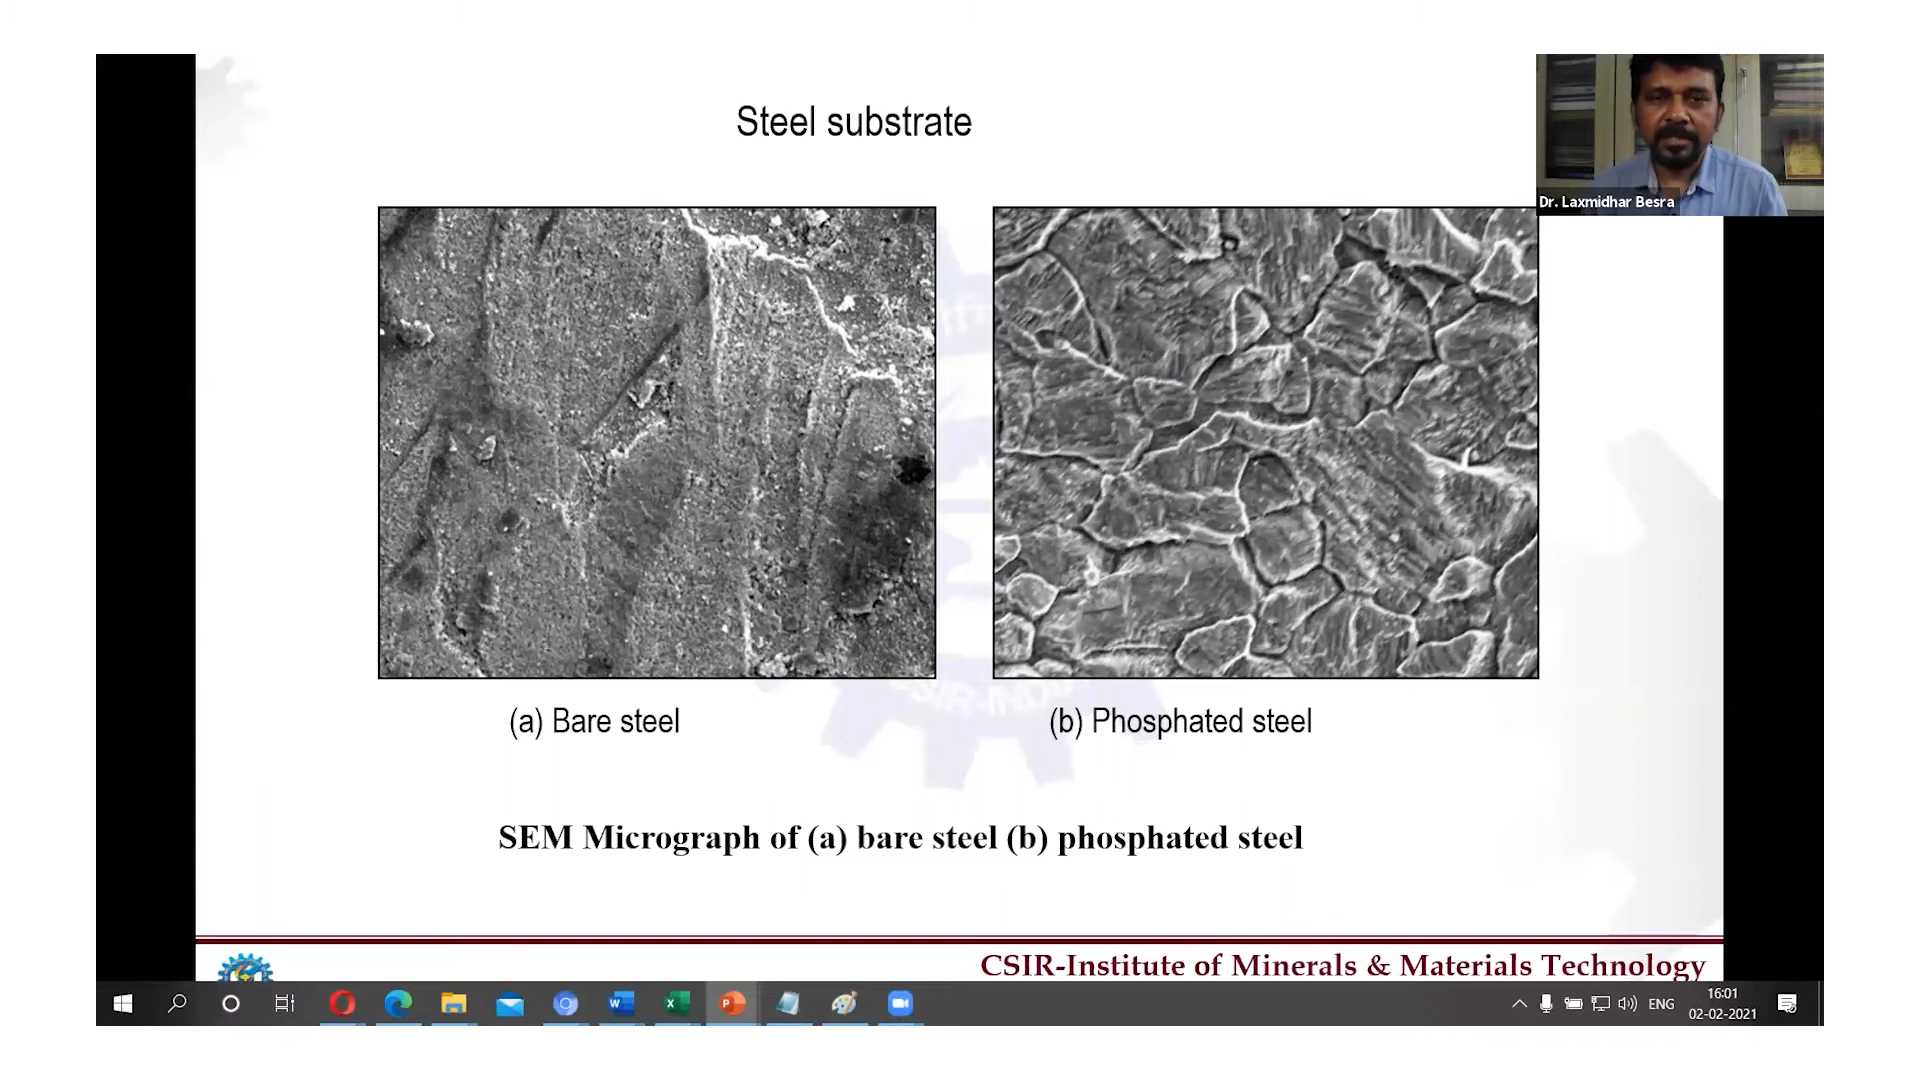 Steel substrate
Dr. Laxmidhar Besra
(a) Bare steel
(b) Phosphated steel
SEM Micrograph of (a) bare steel (b) phosphated steel
CSIR-Institute of Minerals & Materials Technology
ENG
16:01
02-02-2021